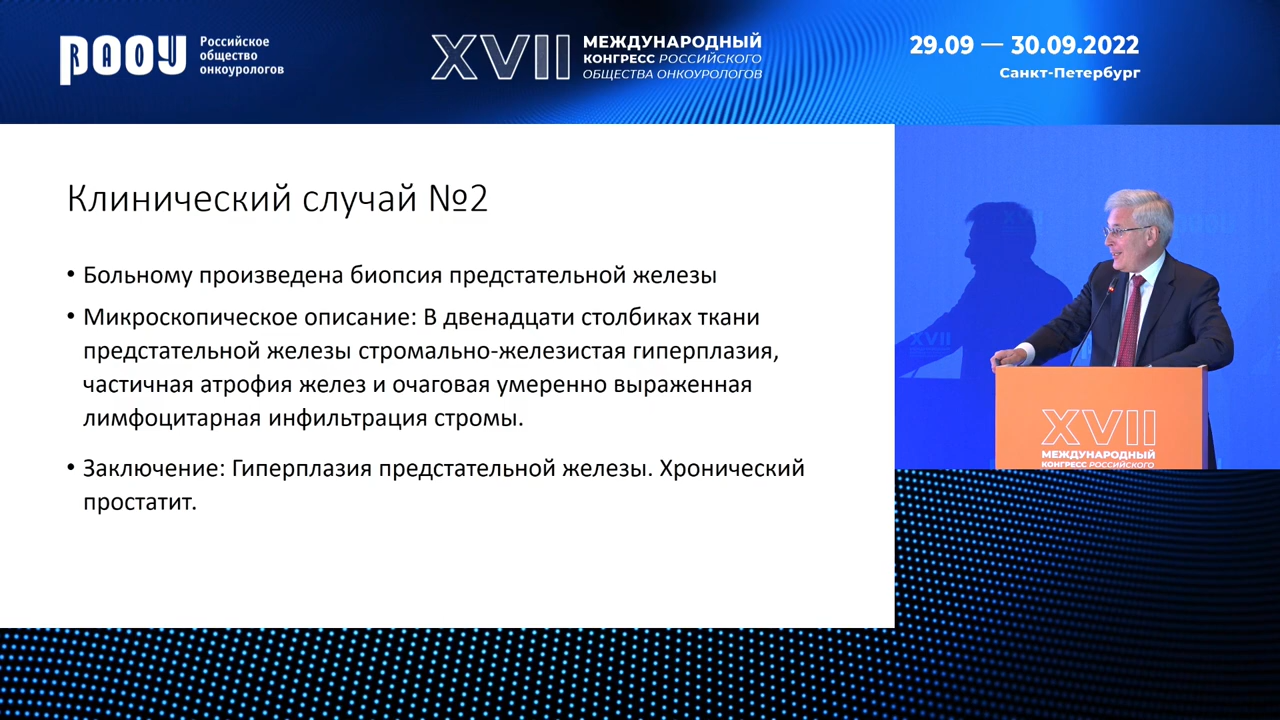 РАОУ
Российское
общество
онкоурологов
XVII
МЕЖДУНАРОДНЫЙ
КОНГРЕСС РОССИЙСКОГО
ОБЩЕСТВА ОНКОУРОЛОГОВ
29.09 — 30.09.2022
Санкт-Петербург
Клинический случай №2
• Больному произведена биопсия предстательной железы
• Микроскопическое описание: В двенадцати столбиках ткани
предстательной железы стромально-железистая гиперплазия,
частичная атрофия желез и очаговая умеренно выраженная
лимфоцитарная инфильтрация стромы.
• Заключение: Гиперплазия предстательной железы. Хронический
простатит.
XVII
МЕЖДУНАРОДНЫЙ
КОНГРЕСС РОССИЙСКОГО